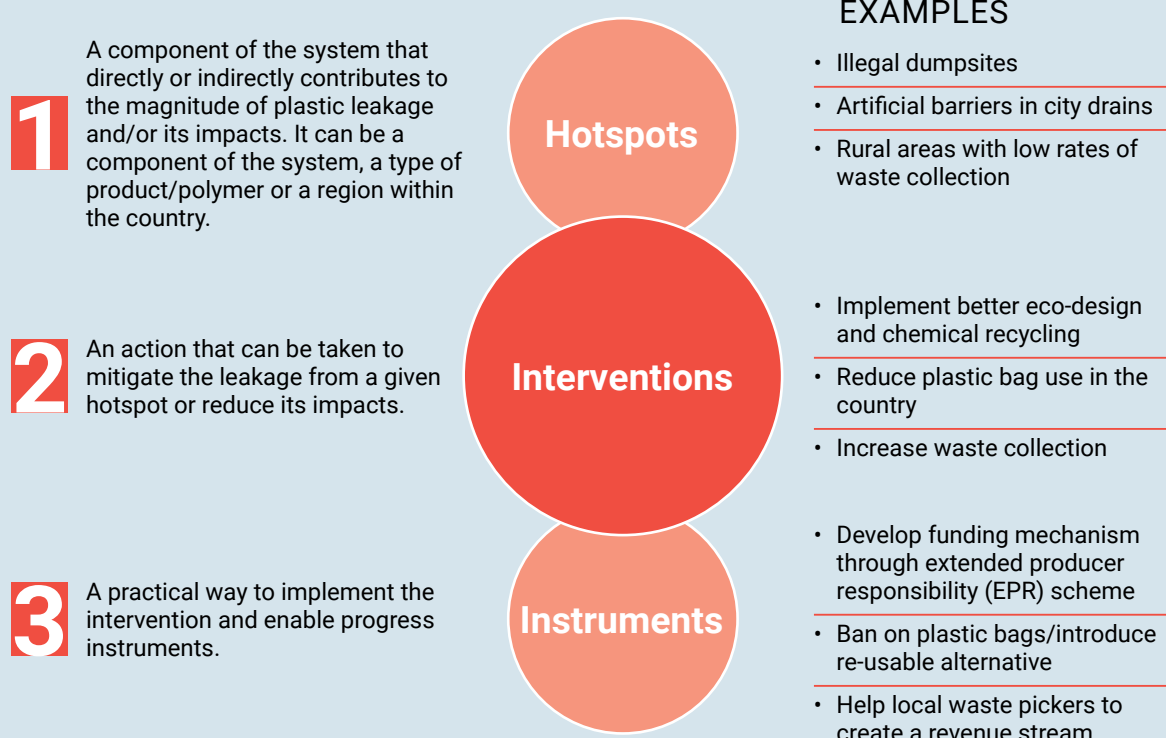 EXAMPLES
1
A component of the system that
directly or indirectly contributes to
the magnitude of plastic leakage
and/or its impacts. It can be a
component of the system, a type of
product/polymer or a region within
the country.
Hotspots
• Illegal dumpsites
• Artificial barriers in city drains
• Rural areas with low rates of
waste collection
2
An action that can be taken to
mitigate the leakage from a given
hotspot or reduce its impacts.
Interventions
• Implement better eco-design
and chemical recycling
• Reduce plastic bag use in the
country
• Increase waste collection
3
A practical way to implement the
intervention and enable progress
instruments.
Instruments
• Develop funding mechanism
through extended producer
responsibility (EPR) scheme
• Ban on plastic bags/introduce
re-usable alternative
• Help local waste pickers to
create a revenue stream